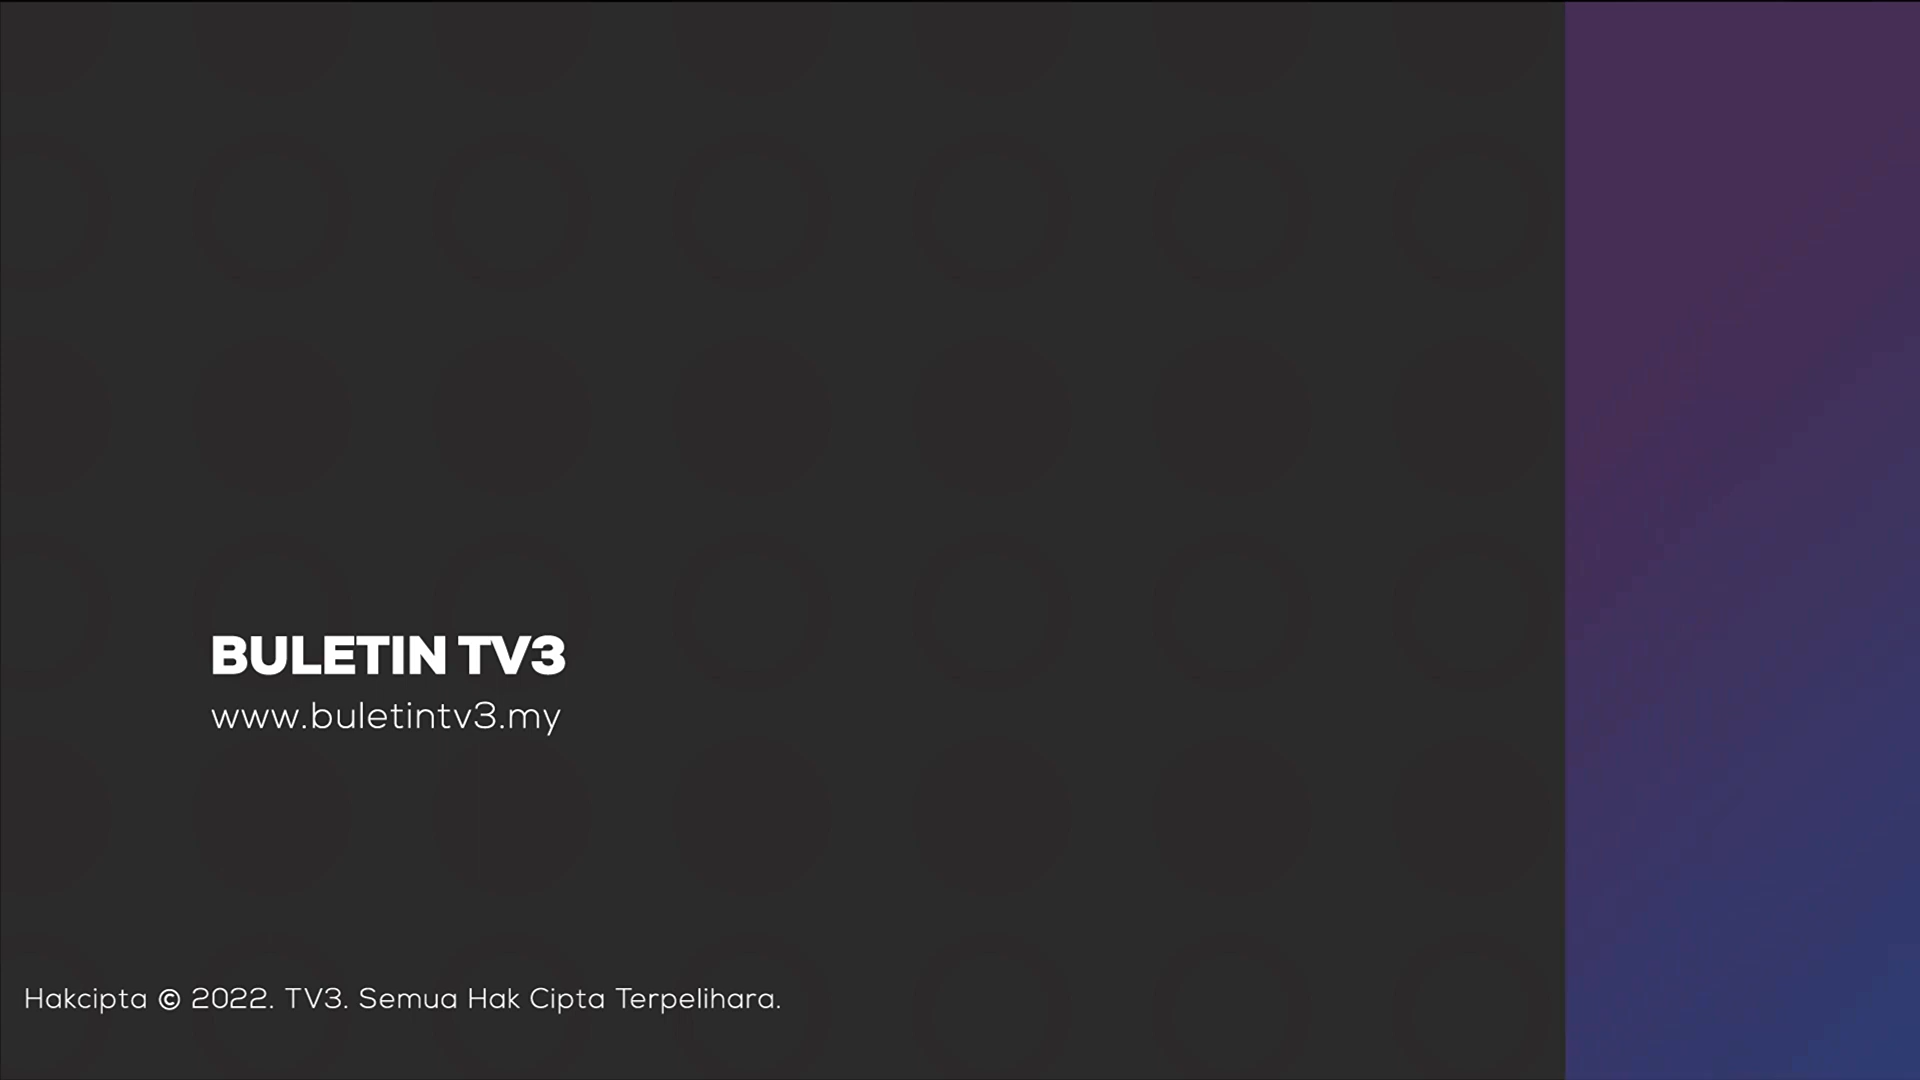 BULETIN TV3
www.buletintv3.my
Hakcipta © 2022. TV3. Semua Hak Cipta Terpelihara.